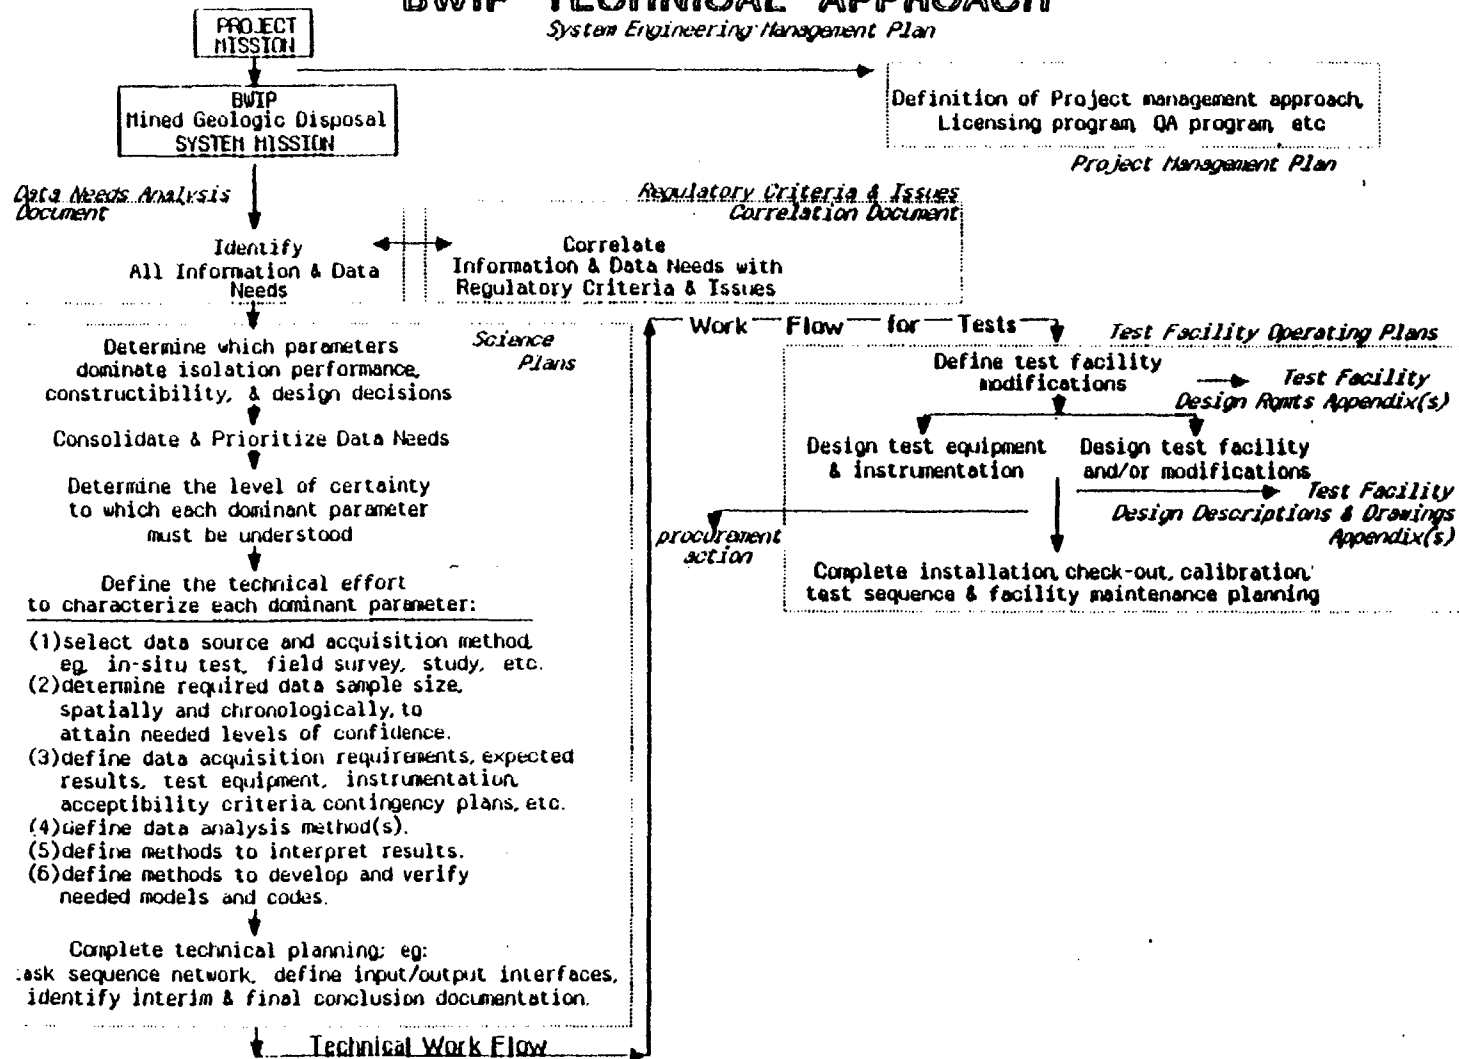 BWIP TECHNICAL APPROACH
System Engineering Management Plan
PROJECT
MISSION
BWIP
Mined Geologic Disposal
SYSTEM MISSION
Definition of Project management approach,
Licensing program, QA program, etc
Project Management Plan
Data Needs Analysis
Document
Identify
All Information & Data
Needs
Regulatory Criteria & Issues
Correlation Document
Correlate
Information & Data Needs with
Regulatory Criteria & Issues
Science
Plans
Determine which parameters
dominate isolation performance,
constructibility, & design decisions
Consolidate & Prioritize Data Needs
Determine the level of certainty
to which each dominant parameter
must be understood
Define the technical effort
to characterize each dominant parameter:
(1)select data source and acquisition method,
eg. in-situ test, field survey, study, etc.
(2)determine required data sample size,
spatially and chronologically, to
attain needed levels of confidence.
(3)define data acquisition requirements, expected
results, test equipment, instrumentation,
acceptibility criteria, contingency plans, etc.
(4)define data analysis method(s).
(5)define methods to interpret results.
(6)define methods to develop and verify
needed models and codes.
Complete technical planning; eg:
task sequence network, define input/output interfaces,
identify interim & final conclusion documentation.
Technical Work Flow
Work Flow for Tests
Test Facility Operating Plans
Define test facility
modifications
Test Facility
Design Rqmts Appendix(s)
Design test equipment
& instrumentation
Design test facility
and/or modifications
Test Facility
Design Descriptions & Drawings
Appendix(s)
procurement
action
Complete installation, check-out, calibration,
test sequence & facility maintenance planning